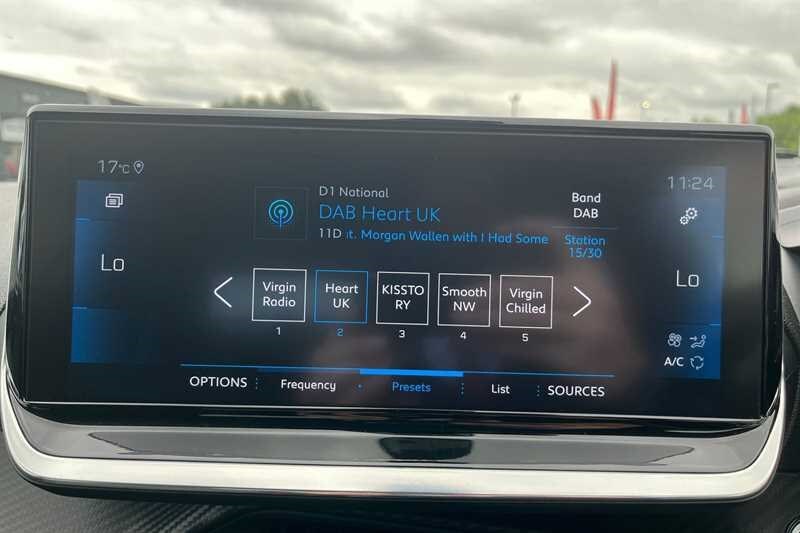 17°C
11:24
D1 National
DAB Heart UK
11D it. Morgan Wallen with I Had Some
Band
DAB
Station
15/30
Lo
Lo
Virgin
Radio
Heart
UK
KISSTO
RY
Smooth
NW
Virgin
Chilled
1
2
3
4
5
A/C
OPTIONS
Frequency
Presets
List
SOURCES